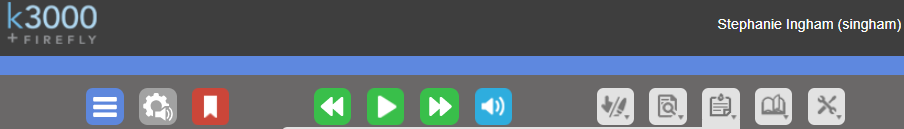 k3000
+FIREFLY
Stephanie Ingham (singham)